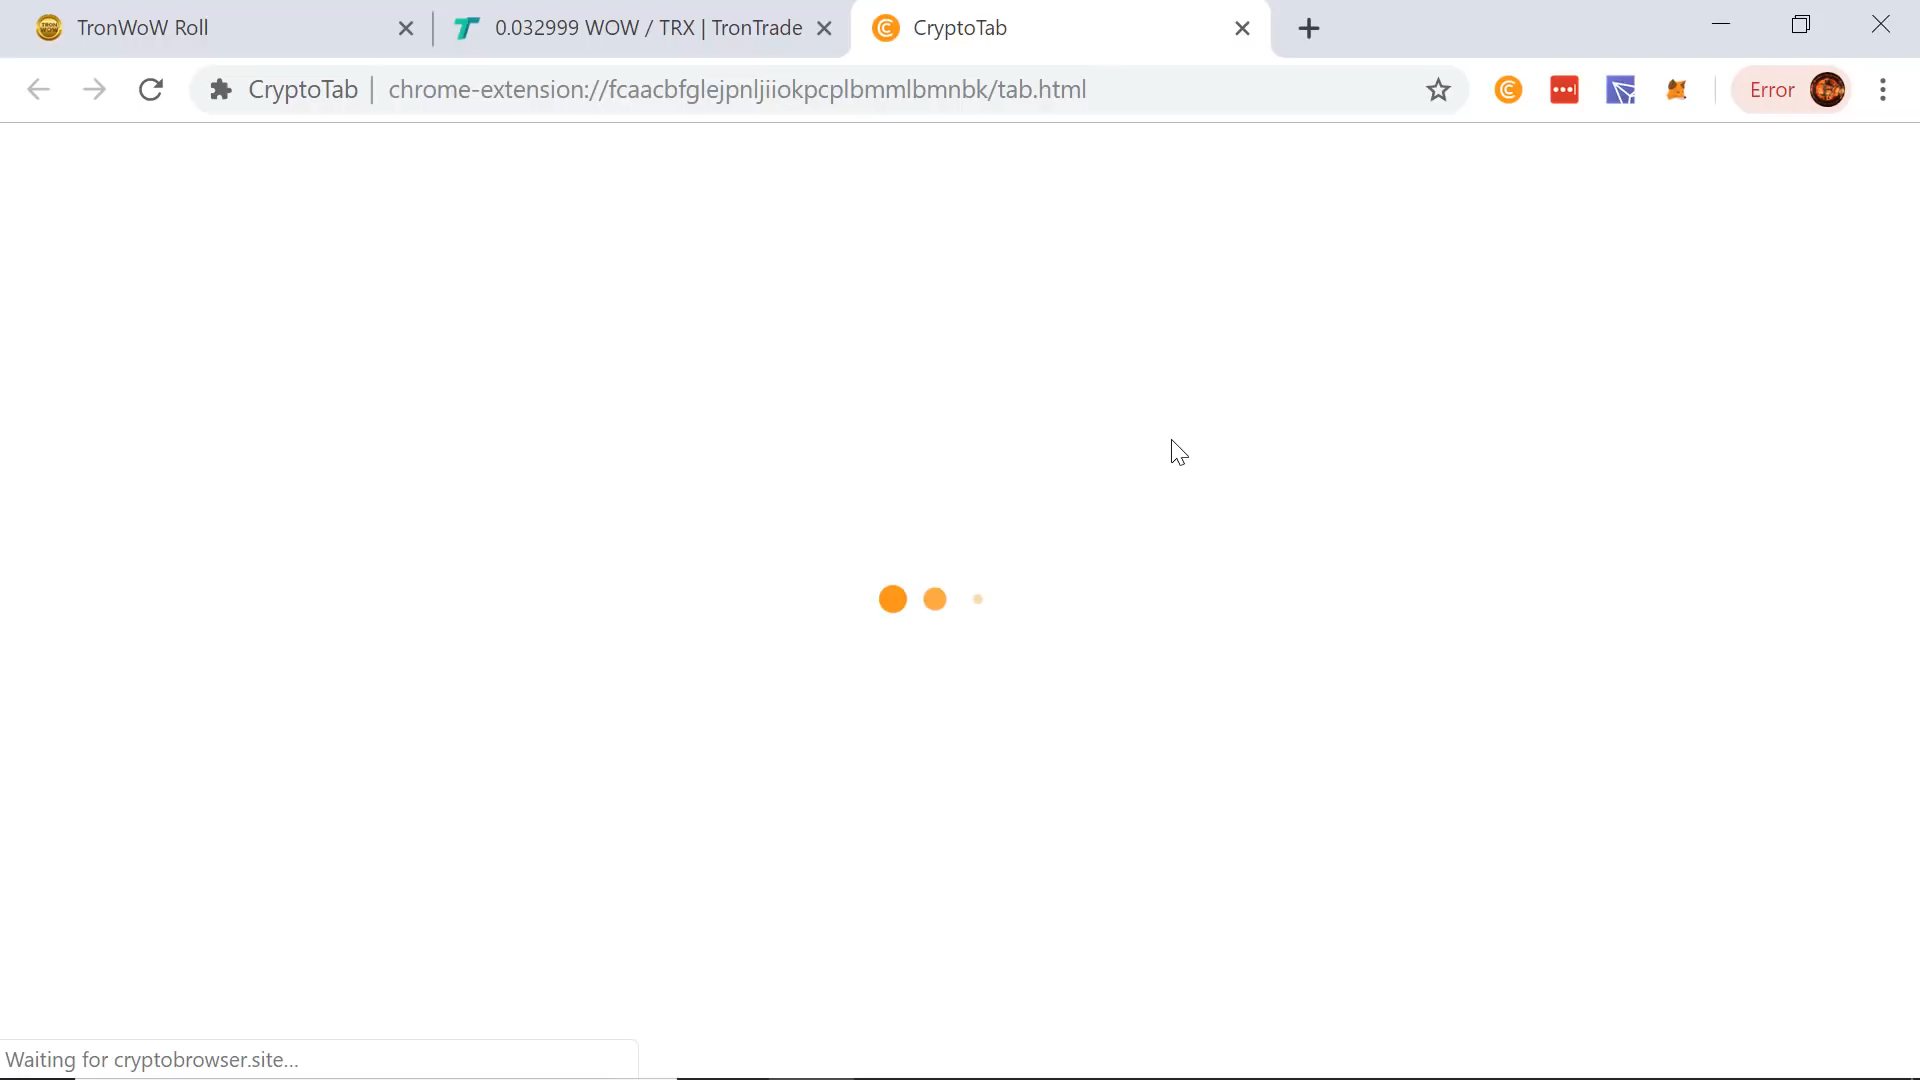 TronWoW Roll
0.032999 WOW / TRX | TronTrade
CryptoTab
CryptoTab | chrome-extension://fcaacbfglejpnljiiokpcplbmmlbmnbk/tab.html
Error
Waiting for cryptobrowser.site...